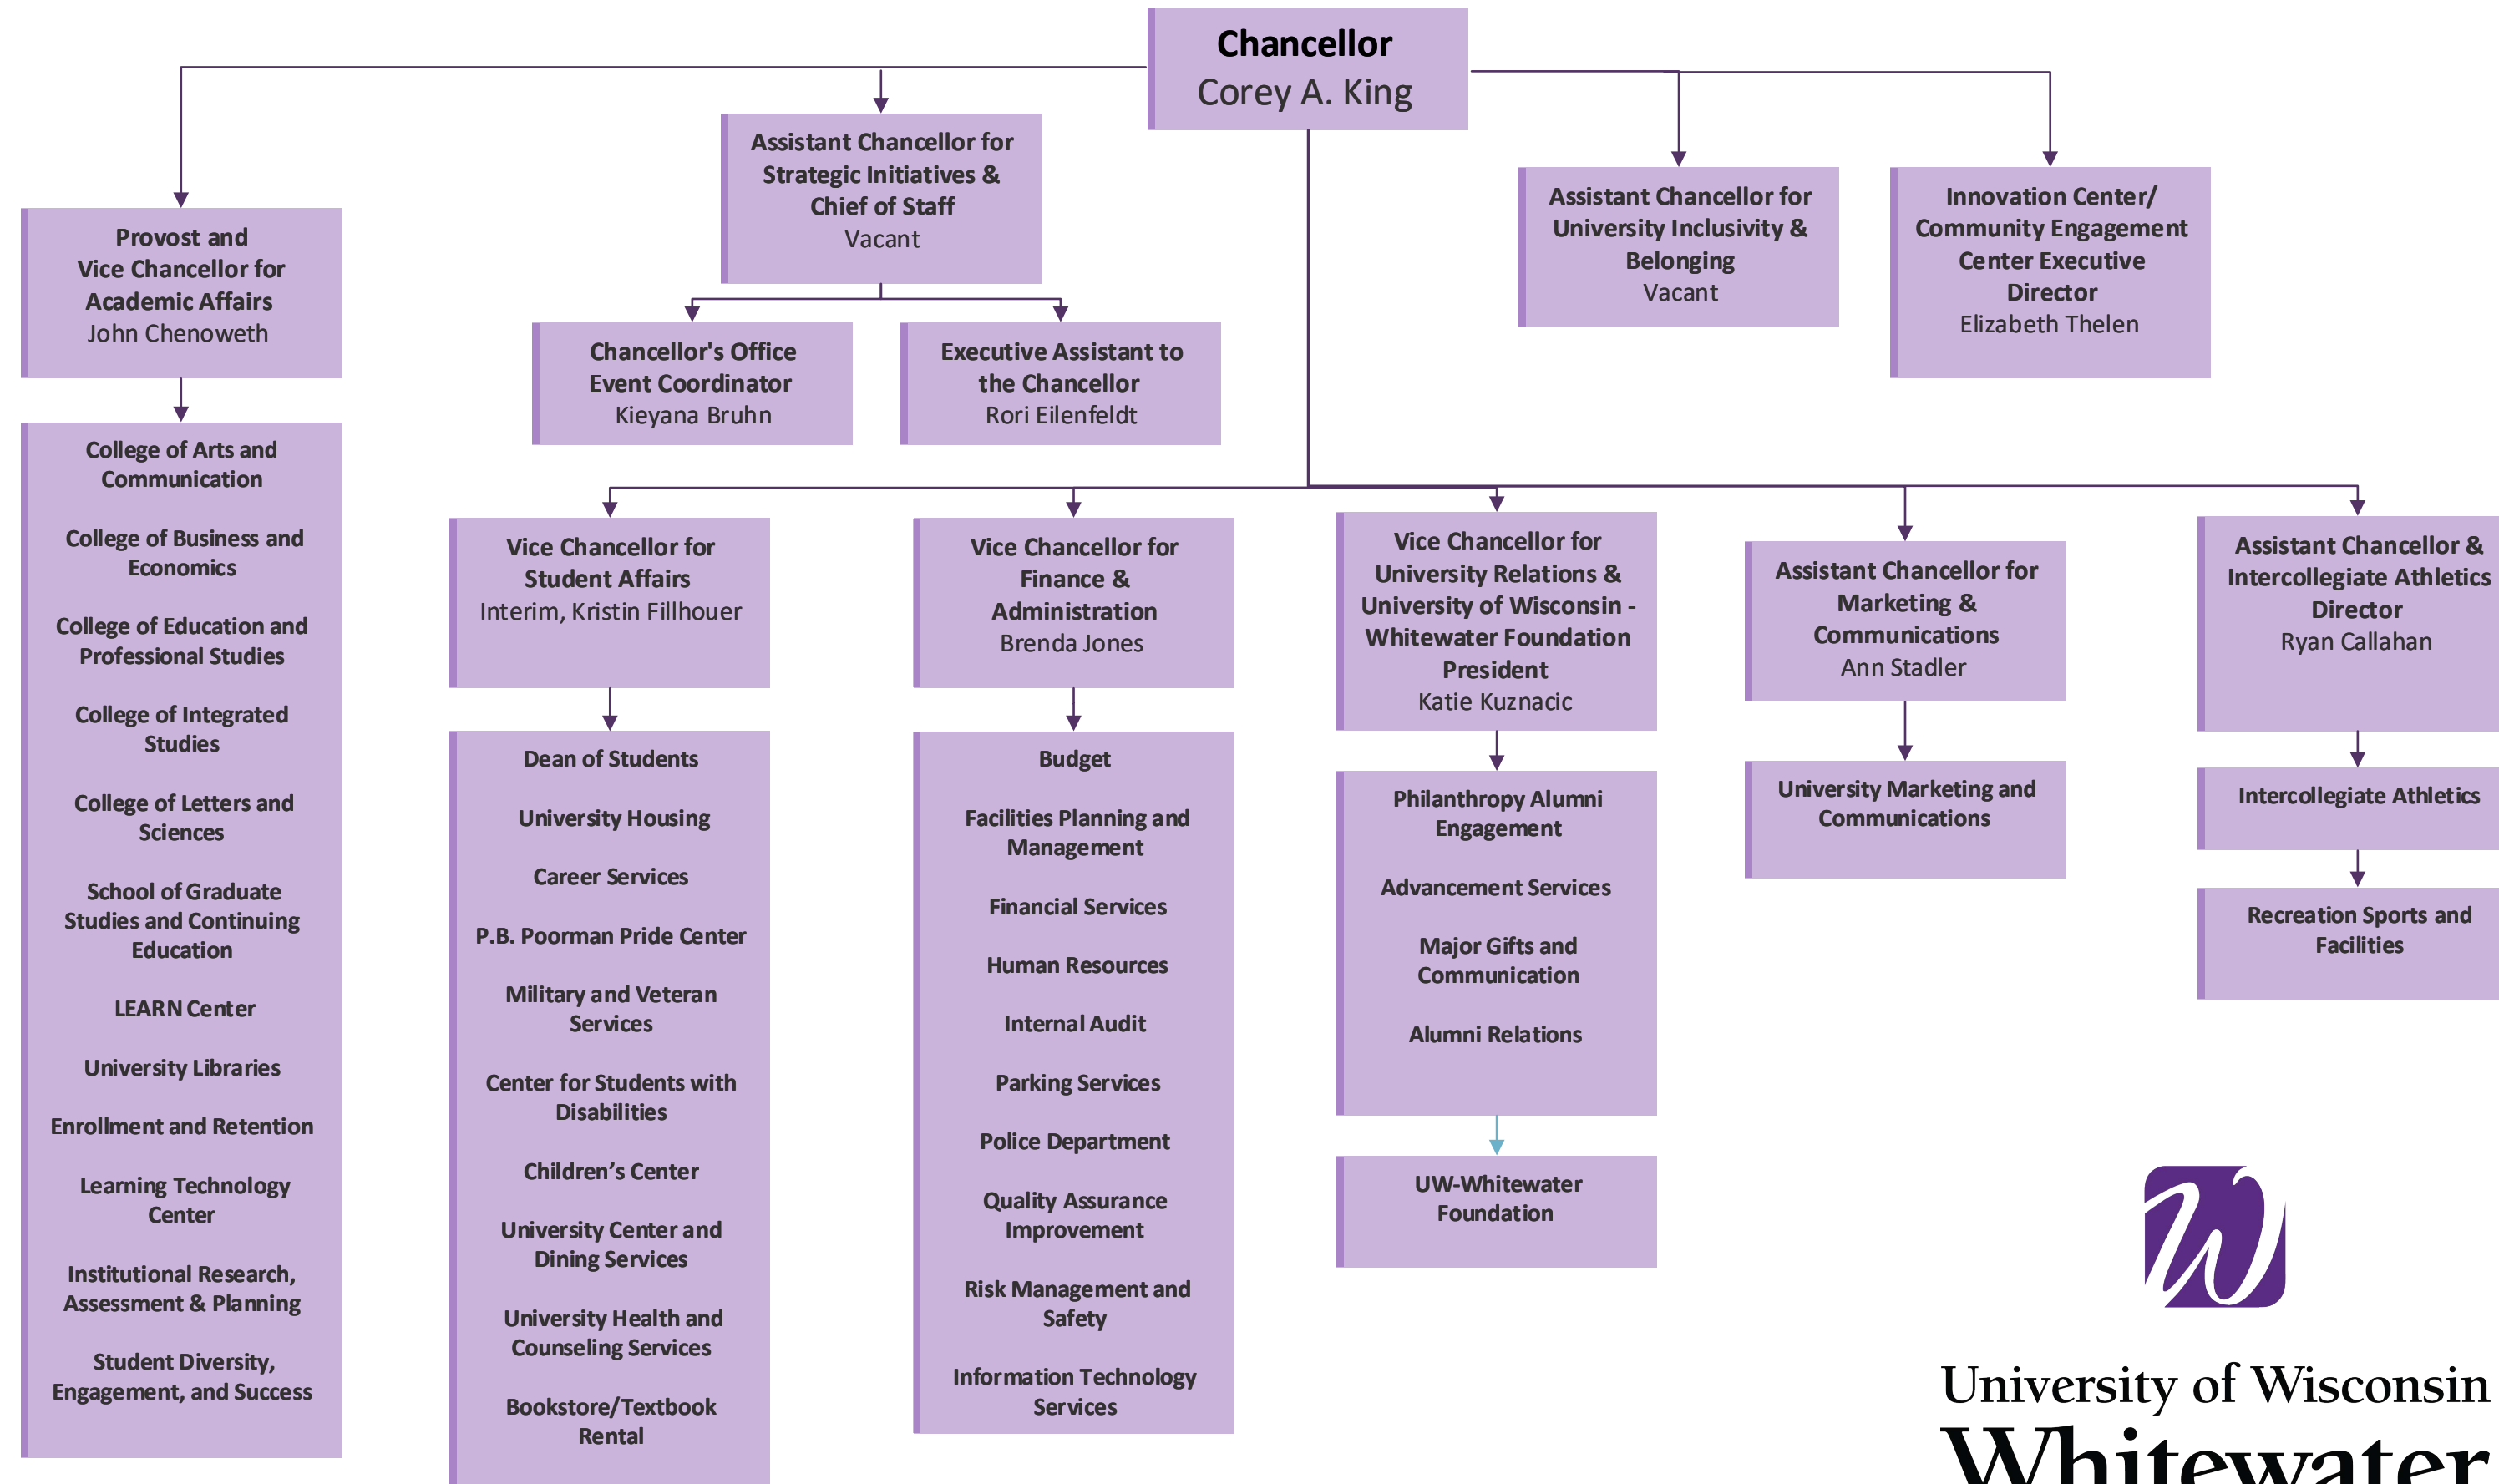 Chancellor
Corey A. King
Assistant Chancellor for
Strategic Initiatives &
Chief of Staff
Vacant
Assistant Chancellor for
University Inclusivity &
Belonging
Vacant
Innovation Center/
Community Engagement
Center Executive
Director
Elizabeth Thelen
Provost and
Vice Chancellor for
Academic Affairs
John Chenoweth
Chancellor's Office
Event Coordinator
Kieyana Bruhn
Executive Assistant to
the Chancellor
Rori Eilenfeldt
College of Arts and
Communication
College of Business and
Economics
College of Education and
Professional Studies
College of Integrated
Studies
College of Letters and
Sciences
School of Graduate
Studies and Continuing
Education
LEARN Center
University Libraries
Enrollment and Retention
Learning Technology
Center
Institutional Research,
Assessment & Planning
Student Diversity,
Engagement, and Success
Vice Chancellor for
Student Affairs
Interim, Kristin Fillhouer
Dean of Students
University Housing
Career Services
P.B. Poorman Pride Center
Military and Veteran
Services
Center for Students with
Disabilities
Children’s Center
University Center and
Dining Services
University Health and
Counseling Services
Bookstore/Textbook
Rental
Vice Chancellor for
Finance &
Administration
Brenda Jones
Budget
Facilities Planning and
Management
Financial Services
Human Resources
Internal Audit
Parking Services
Police Department
Quality Assurance
Improvement
Risk Management and
Safety
Information Technology
Services
Vice Chancellor for
University Relations &
University of Wisconsin -
Whitewater Foundation
President
Katie Kuznacic
Philanthropy Alumni
Engagement
Advancement Services
Major Gifts and
Communication
Alumni Relations
UW-Whitewater
Foundation
Assistant Chancellor for
Marketing &
Communications
Ann Stadler
University Marketing and
Communications
Assistant Chancellor &
Intercollegiate Athletics
Director
Ryan Callahan
Intercollegiate Athletics
Recreation Sports and
Facilities
W
University of Wisconsin
Whitewater